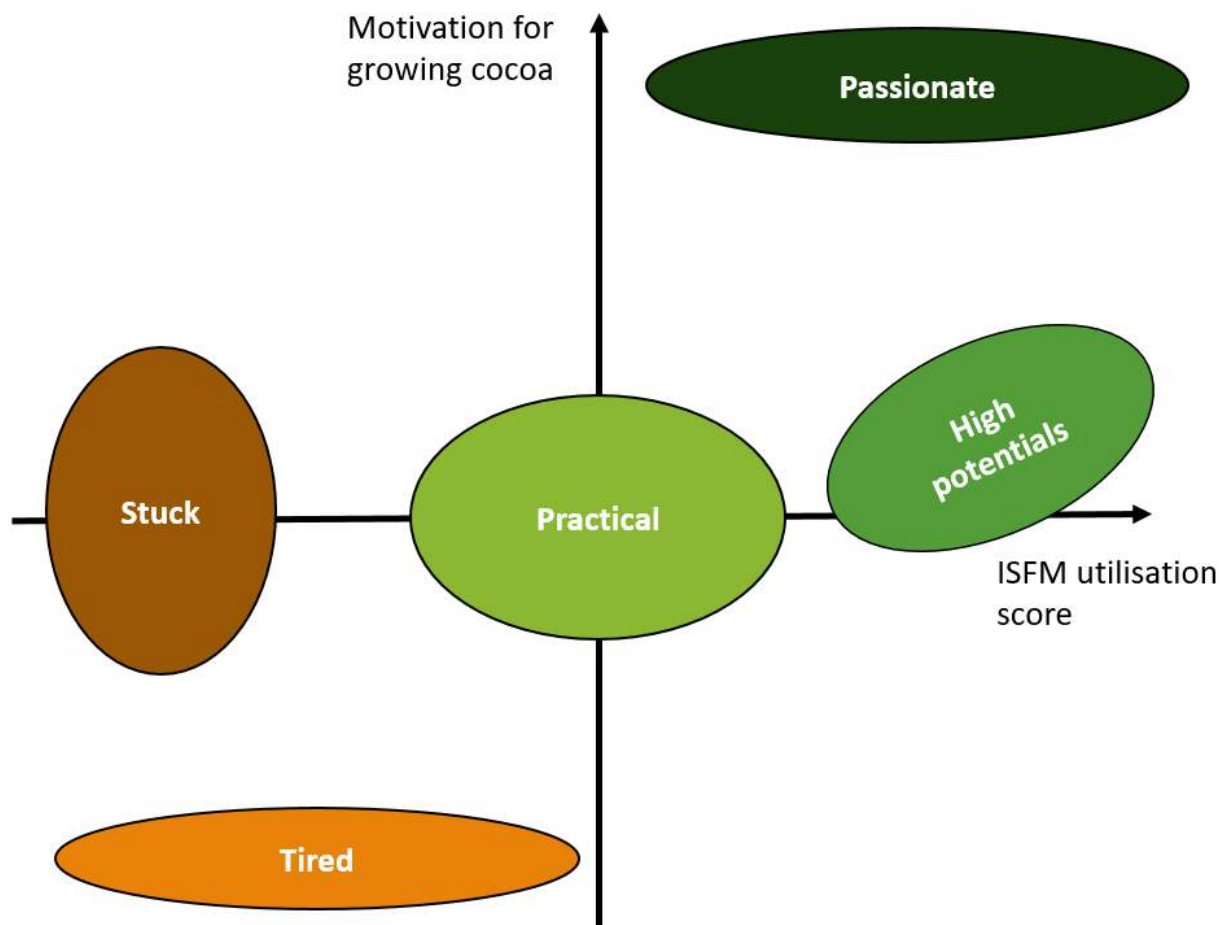 Motivation for
growing cocoa
Passionate
High
potentials
Stuck
Practical
ISFM utilisation
score
Tired